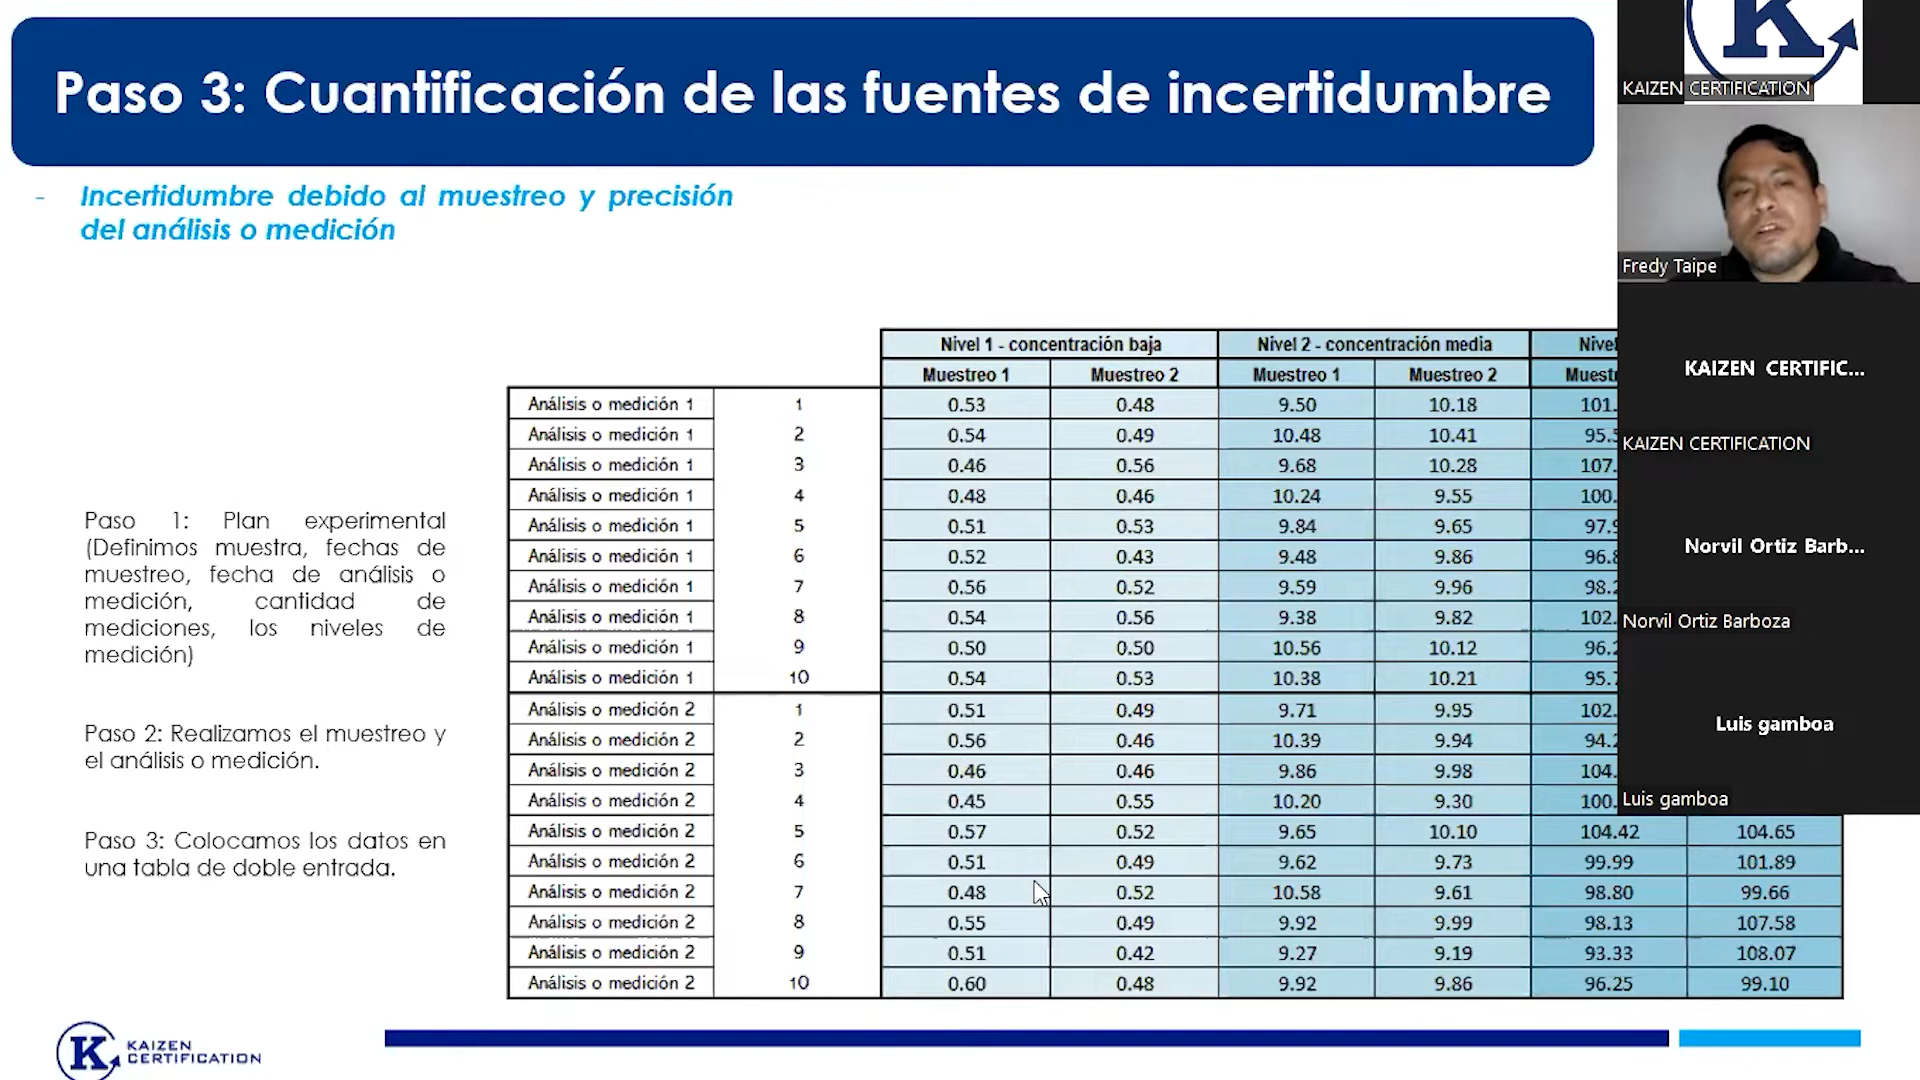 Paso 3: Cuantificación de las fuentes de incertidumbre
- Incertidumbre debido al muestreo y precisión
del análisis o medición
Paso 1: Plan experimental
(Definimos muestra, fechas de
muestreo, fecha de análisis o
medición, cantidad de
mediciones, los niveles de
medición)
Paso 2: Realizamos el muestreo y
el análisis o medición.
Paso 3: Colocamos los datos en
una tabla de doble entrada.
Nivel 1 - concentración baja Nivel 2 - concentración media Nivel
Muestreo 1 Muestreo 2 Muestreo 1 Muestreo 2
Análisis o medición 1 1 0.53 0.48 9.50 10.18 101.
Análisis o medición 1 2 0.54 0.49 10.48 10.41 95.5
Análisis o medición 1 3 0.46 0.56 9.68 10.28 107.
Análisis o medición 1 4 0.48 0.46 10.24 9.55 100.
Análisis o medición 1 5 0.51 0.53 9.84 9.65 97.9
Análisis o medición 1 6 0.52 0.43 9.48 9.86 96.8
Análisis o medición 1 7 0.56 0.52 9.59 9.96 98.2
Análisis o medición 1 8 0.54 0.56 9.38 9.82 102.
Análisis o medición 1 9 0.50 0.50 10.56 10.12 96.2
Análisis o medición 1 10 0.54 0.53 10.38 10.21 95.7
Análisis o medición 2 1 0.51 0.49 9.71 9.95 102.
Análisis o medición 2 2 0.56 0.46 10.39 9.94 94.2
Análisis o medición 2 3 0.46 0.46 9.86 9.98 104.
Análisis o medición 2 4 0.45 0.55 10.20 9.30 100.
Análisis o medición 2 5 0.57 0.52 9.65 10.10 104.42 104.65
Análisis o medición 2 6 0.51 0.49 9.62 9.73 99.99 101.89
Análisis o medición 2 7 0.48 0.52 10.58 9.61 98.80 99.66
Análisis o medición 2 8 0.55 0.49 9.92 9.99 98.13 107.58
Análisis o medición 2 9 0.51 0.42 9.27 9.19 93.33 108.07
Análisis o medición 2 10 0.60 0.48 9.92 9.86 96.25 99.10
K KAIZEN
CERTIFICATION
K
KAIZEN CERTIFICATION
Fredy Taipe
KAIZEN CERTIFIC...
KAIZEN CERTIFICATION
Norvil Ortiz Barb...
Norvil Ortiz Barboza
Luis gamboa
Luis gamboa